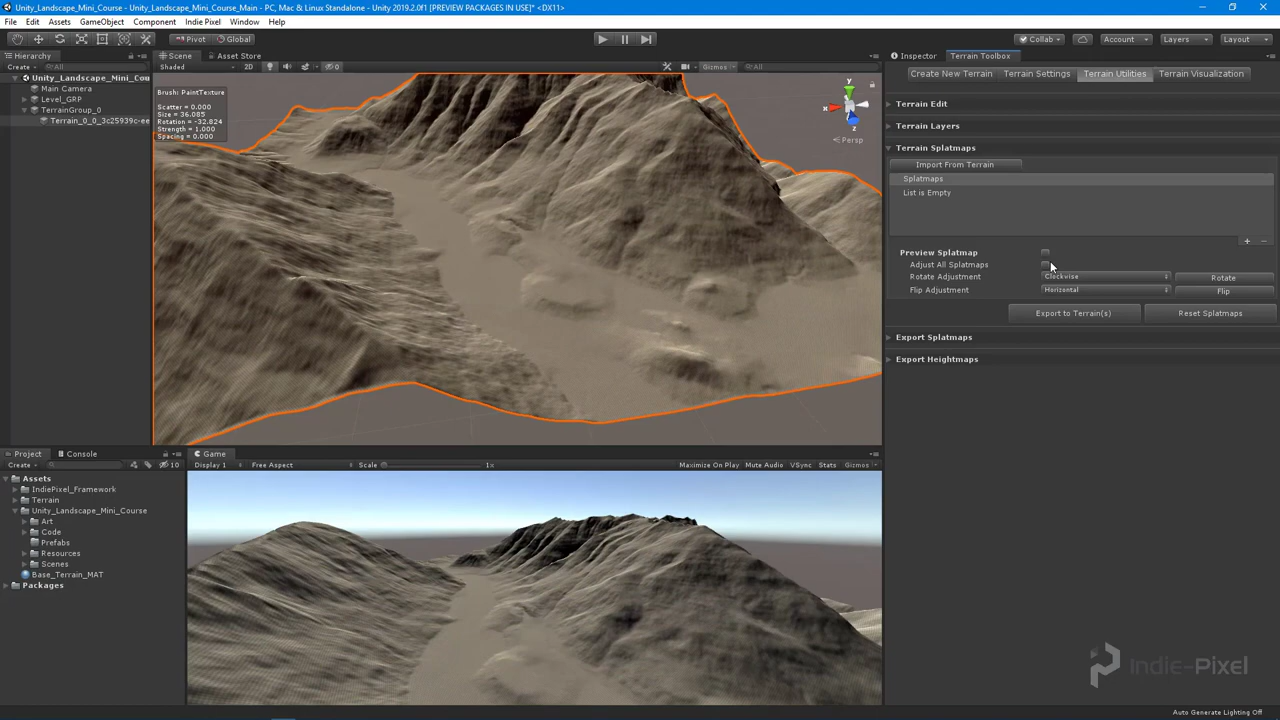 Unity_Landscape_Mini_Course - Unity_Landscape_Mini_Course_Main - PC, Mac & Linux Standalone - Unity 2019.2.0f1 [PREVIEW PACKAGES IN USE]* <DX11>
File Edit Assets GameObject Component Indie Pixel Window Help
Pivot Global Collab Account Layers Layout
Hierarchy
Create All
Unity_Landscape_Mini_Cou
Main Camera
Level_GRP
TerrainGroup_0
Terrain_0_0_3c25939c-ee
Scene Asset Store
Shaded 2D 0 Gizmos All
Brush: PaintTexture
Scatter = 0.000
Size = 36.085
Rotation = -32.824
Strength = 1.000
Spacing = 0.000
y
x
z
Persp
Inspector Terrain Toolbox
Create New Terrain Terrain Settings Terrain Utilities Terrain Visualization
Terrain Edit
Terrain Layers
Terrain Splatmaps
Import From Terrain
Splatmaps
List is Empty
+ −
Preview Splatmap
Adjust All Splatmaps
Rotate Adjustment Clockwise Rotate
Flip Adjustment Horizontal Flip
Export to Terrain(s) Reset Splatmaps
Export Splatmaps
Export Heightmaps
Project Console
Create 10
Assets
IndiePixel_Framework
Terrain
Unity_Landscape_Mini_Course
Art
Code
Prefabs
Resources
Scenes
Base_Terrain_MAT
Packages
Game
Display 1 Free Aspect Scale 1x Maximize On Play Mute Audio VSync Stats Gizmos
Indie-Pixel
Auto Generate Lighting Off